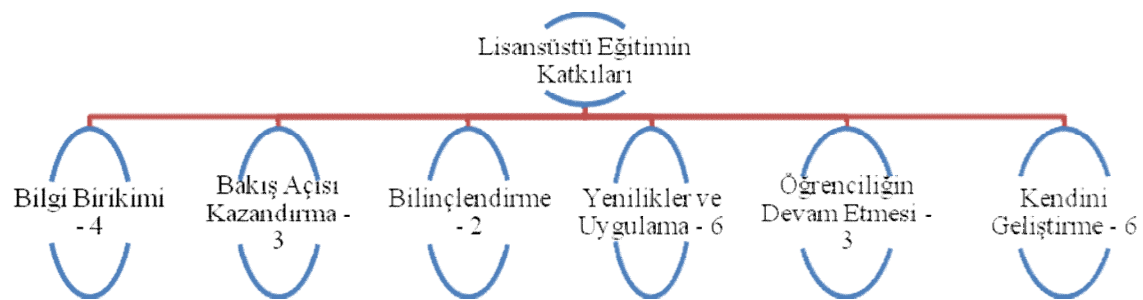 Lisansüstü Eğitimin
Katkıları
Bilgi Birikimi
- 4
Bakış Açısı
Kazandırma -
3
Bilinçlendirme
- 2
Yenilikler ve
Uygulama - 6
Öğrenciliğin
Devam Etmesi -
3
Kendini
Geliştirme - 6